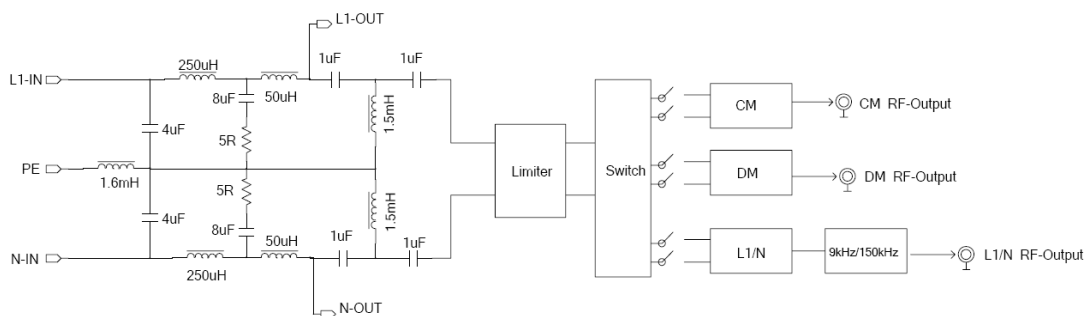 L1-OUT
250uH
1uF
1uF
L1-IN
8uF
50uH
4uF
5R
1.5mH
CM
CM RF-Output
PE
1.6mH
Limiter
Switch
DM
DM RF-Output
5R
4uF
8uF
50uH
1.5mH
1uF
1uF
N-IN
250uH
L1/N
9kHz/150kHz
L1/N RF-Output
N-OUT